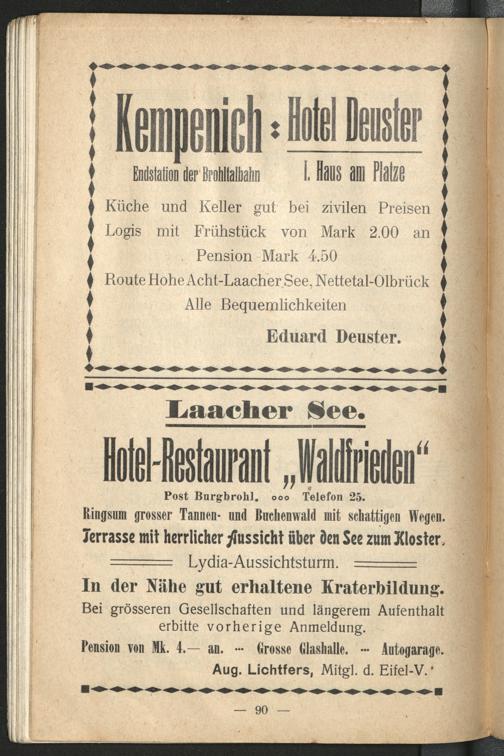 Kempenich : Hotel Deuster
Endstation der Brohltalbahn I. Haus am Platze
Küche und Keller gut bei zivilen Preisen
Logis mit Frühstück von Mark 2.00 an
Pension Mark 4.50
Route Hohe Acht-Laacher See, Nettetal-Olbrück
Alle Bequemlichkeiten
Eduard Deuster.
Laacher See.
Hotel-Restaurant „Waldfrieden“
Post Burgbrohl. ooo Telefon 25.
Ringsum grosser Tannen- und Buchenwald mit schattigen Wegen.
Terrasse mit herrlicher Aussicht über den See zum Kloster.
Lydia-Aussichtsturm.
In der Nähe gut erhaltene Kraterbildung.
Bei grösseren Gesellschaften und längerem Aufenthalt
erbitte vorherige Anmeldung.
Pension von Mk. 4.— an. ··· Grosse Glashalle. ··· Autogarage.
Aug. Lichtfers, Mitgl. d. Eifel-V.
— 90 —